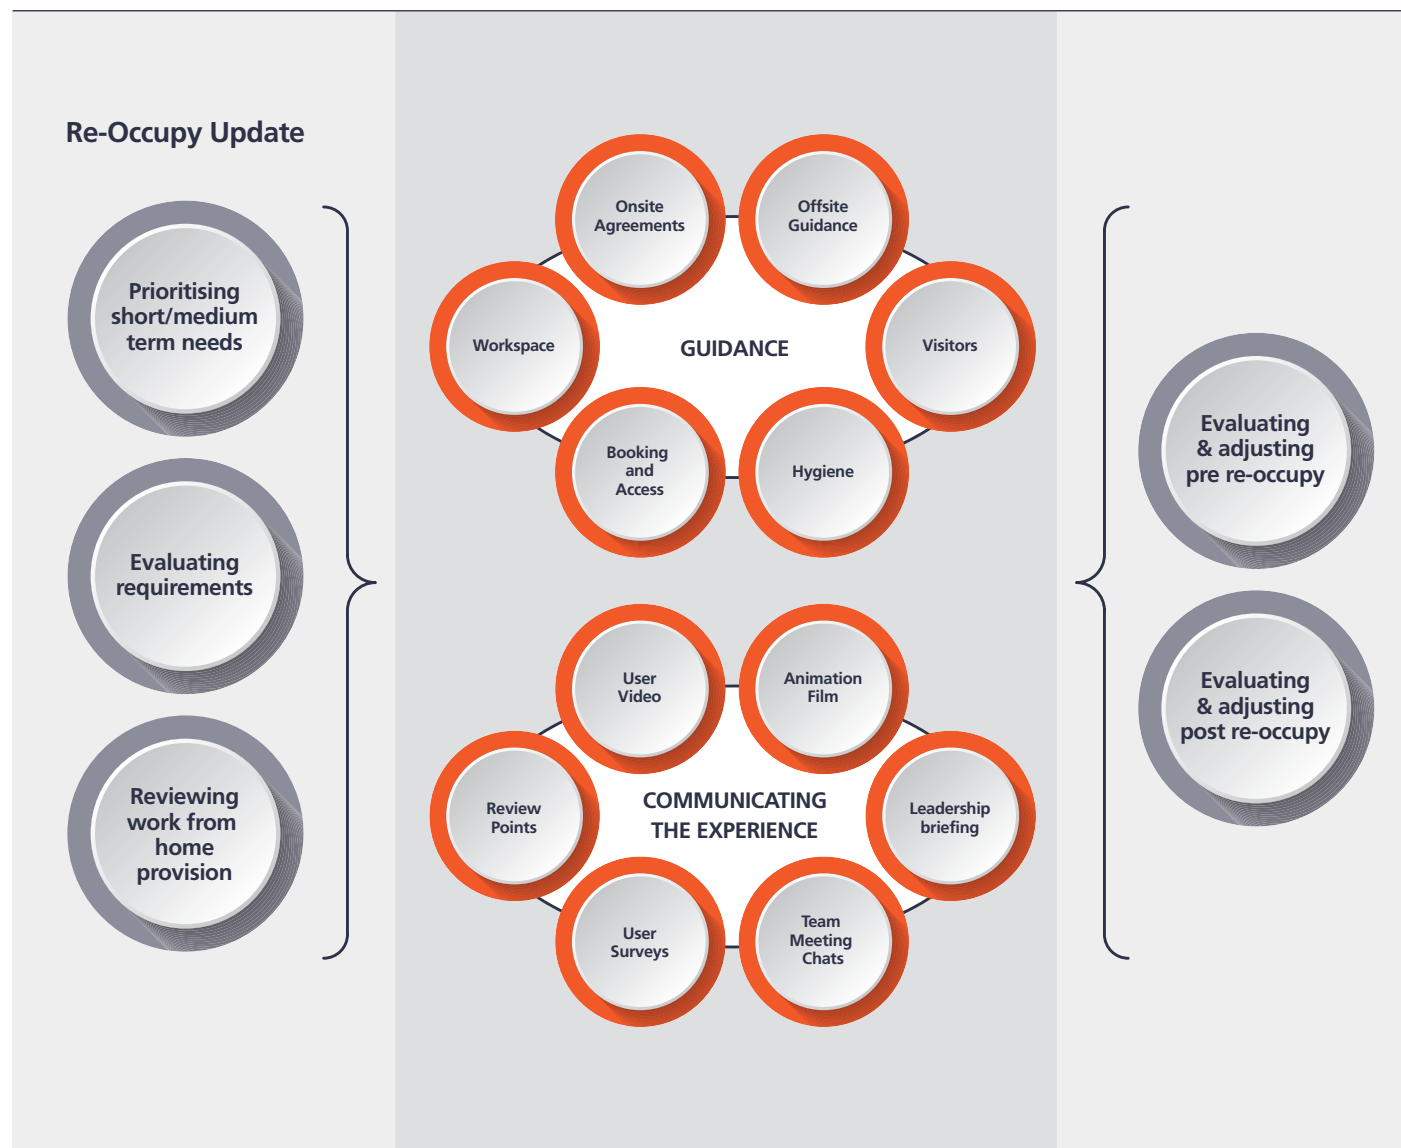 Re-Occupy Update
Prioritising
short/medium
term needs
Evaluating
requirements
Reviewing
work from
home
provision
Onsite
Agreements
Offsite
Guidance
Workspace
GUIDANCE
Visitors
Booking
and
Access
Hygiene
User
Video
Animation
Film
Review
Points
COMMUNICATING
THE EXPERIENCE
Leadership
briefing
User
Surveys
Team
Meeting
Chats
Evaluating
& adjusting
pre re-occupy
Evaluating
& adjusting
post re-occupy